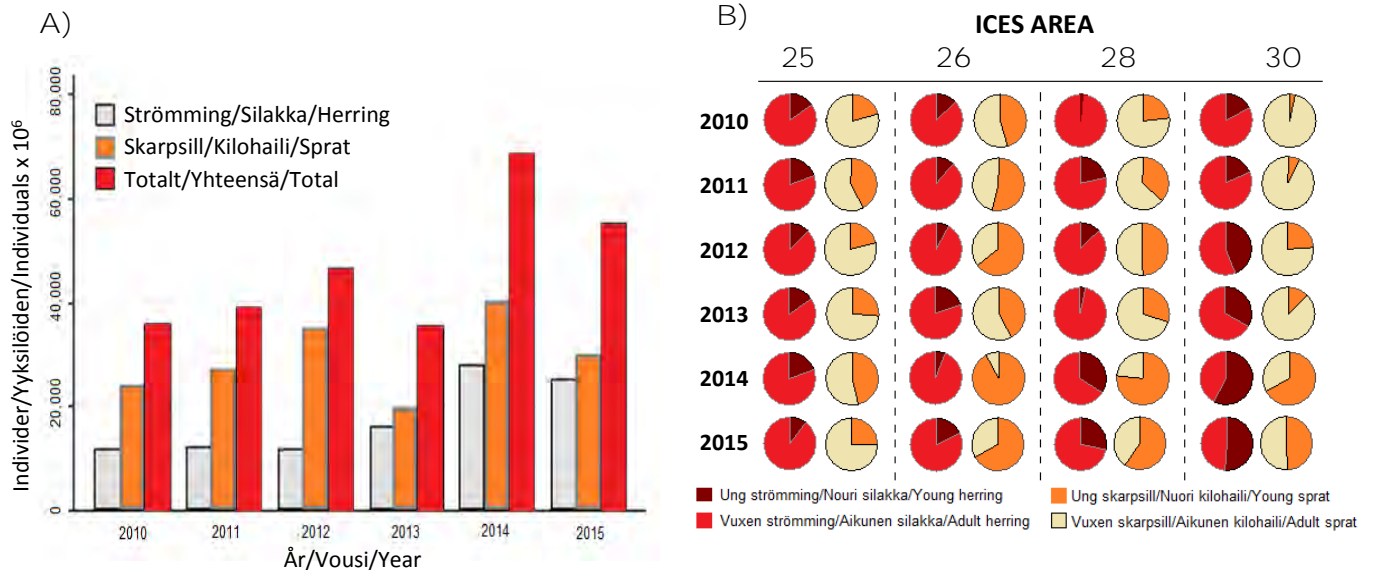 A)
Individer/Yyksilöiden/Individuals x 10⁶
80,000
60,000
40,000
20,000
0
Strömming/Silakka/Herring
Skarpsill/Kilohaili/Sprat
Totalt/Yhteensä/Total
2010 2011 2012 2013 2014 2015
År/Vousi/Year
B)
ICES AREA
25 26 28 30
2010
2011
2012
2013
2014
2015
Ung strömming/Nouri silakka/Young herring
Ung skarpsill/Nuori kilohaili/Young sprat
Vuxen strömming/Aikunen silakka/Adult herring
Vuxen skarpsill/Aikunen kilohaili/Adult sprat